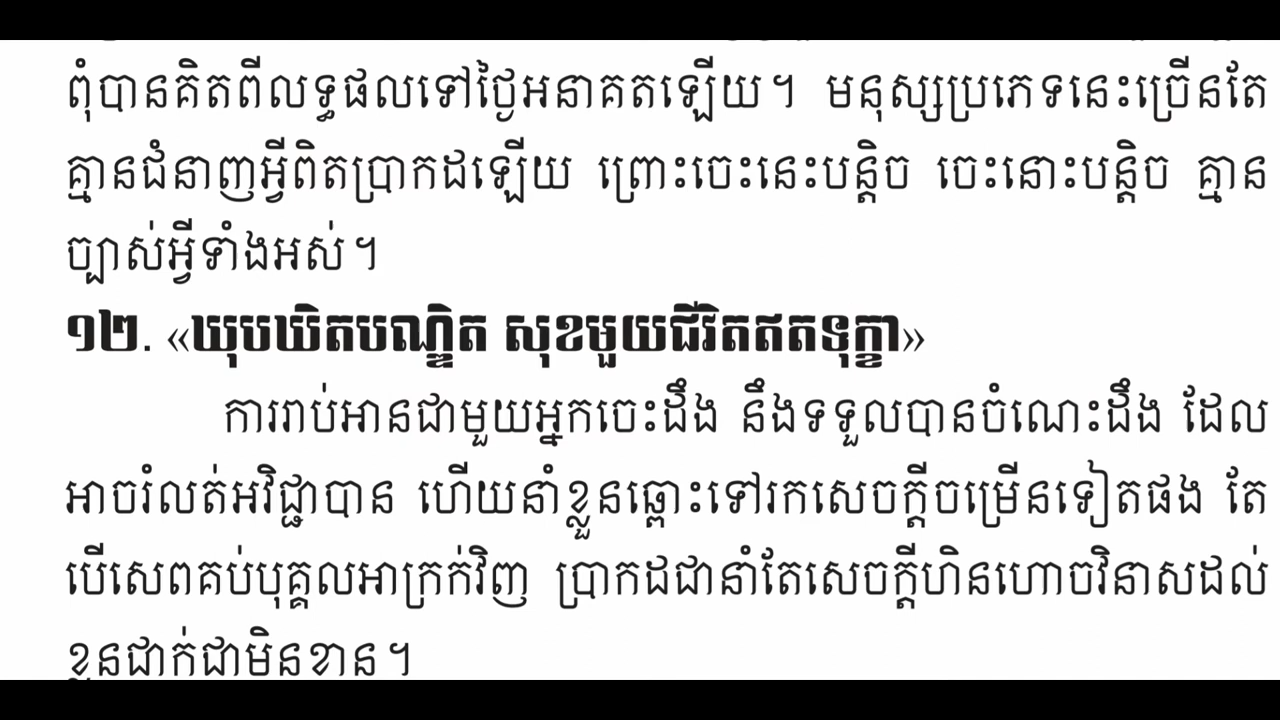 ពុំបានគិតពីលទ្ធផលទៅថ្ងៃអនាគតឡើយ។ មនុស្សប្រភេទនេះច្រើនតែ
គ្មានជំនាញអ្វីពិតប្រាកដឡើយ ព្រោះចេះនេះបន្តិច ចេះនោះបន្តិច គ្មាន
ច្បាស់អ្វីទាំងអស់។
១២. «ឃុបឃិតបណ្ឌិត សុខមួយជីវិតឥតទុក្ខា»
ការរាប់អានជាមួយអ្នកចេះដឹង នឹងទទួលបានចំណេះដឹង ដែល
អាចរំលត់អវិជ្ជាបាន ហើយនាំខ្លួនឆ្ពោះទៅរកសេចក្តីចម្រើនទៀតផង តែ
បើសេពគប់បុគ្គលអាក្រក់វិញ ប្រាកដជានាំតែសេចក្តីហិនហោចវិនាសដល់
ខ្លួនជាក់ជាមិនខាន។